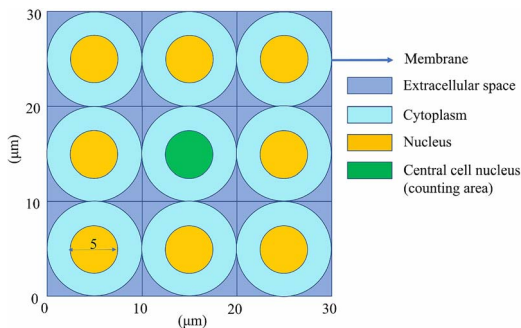 30
20
(μm)
10
0
5
0
10
20
30
(μm)
Membrane
Extracellular space
Cytoplasm
Nucleus
Central cell nucleus
(counting area)